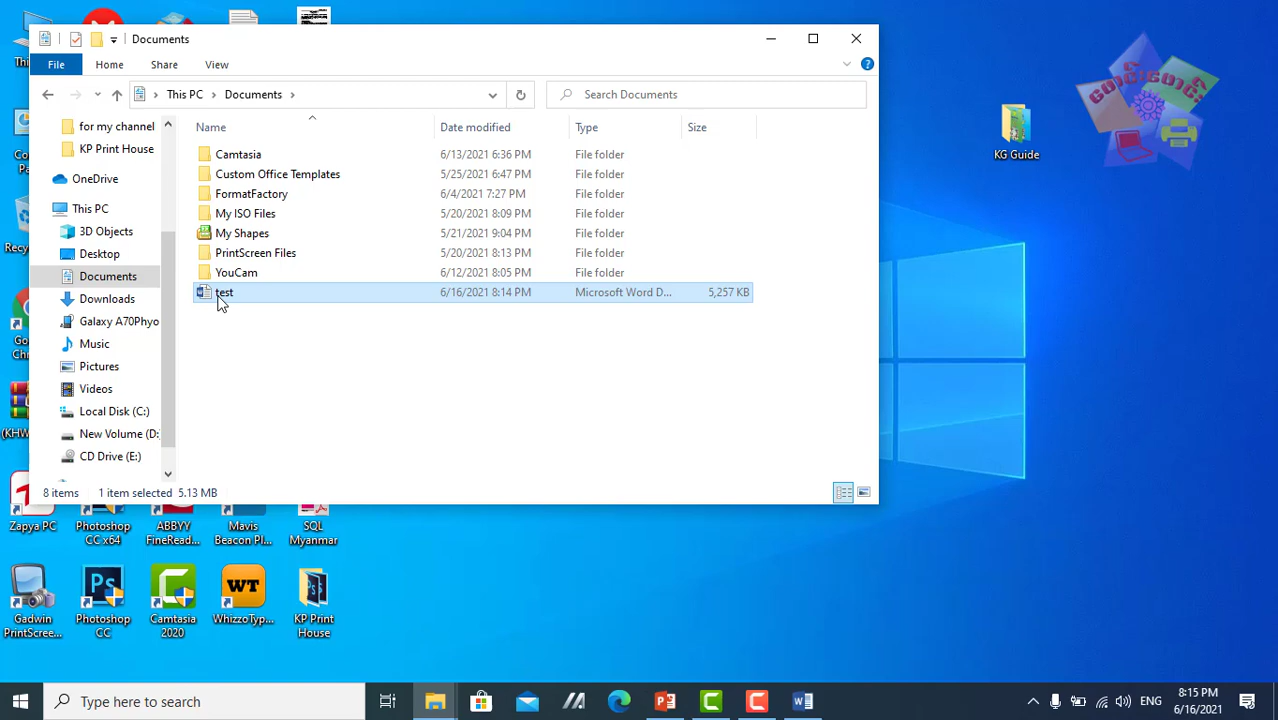 Documents
File
Home
Share
View
This PC
Documents
Search Documents
for my channel
KP Print House
OneDrive
This PC
3D Objects
Desktop
Documents
Downloads
Galaxy A70Phyo
Music
Pictures
Videos
Local Disk (C:)
New Volume (D:
CD Drive (E:)
Name Date modified Type Size
Camtasia 6/13/2021 6:36 PM File folder
Custom Office Templates 5/25/2021 6:47 PM File folder
FormatFactory 6/4/2021 7:27 PM File folder
My ISO Files 5/20/2021 8:09 PM File folder
My Shapes 5/21/2021 9:04 PM File folder
PrintScreen Files 5/20/2021 8:13 PM File folder
YouCam 6/12/2021 8:05 PM File folder
test 6/16/2021 8:14 PM Microsoft Word D... 5,257 KB
8 items 1 item selected 5.13 MB
KG Guide
Zapya PC
Photoshop
CC x64
ABBYY
FineRead...
Mavis
Beacon Pl...
SQL
Myanmar
Gadwin
PrintScree...
Photoshop
CC
Camtasia
2020
WT
WhizzoTyp...
KP Print
House
Type here to search
ENG
8:15 PM
6/16/2021